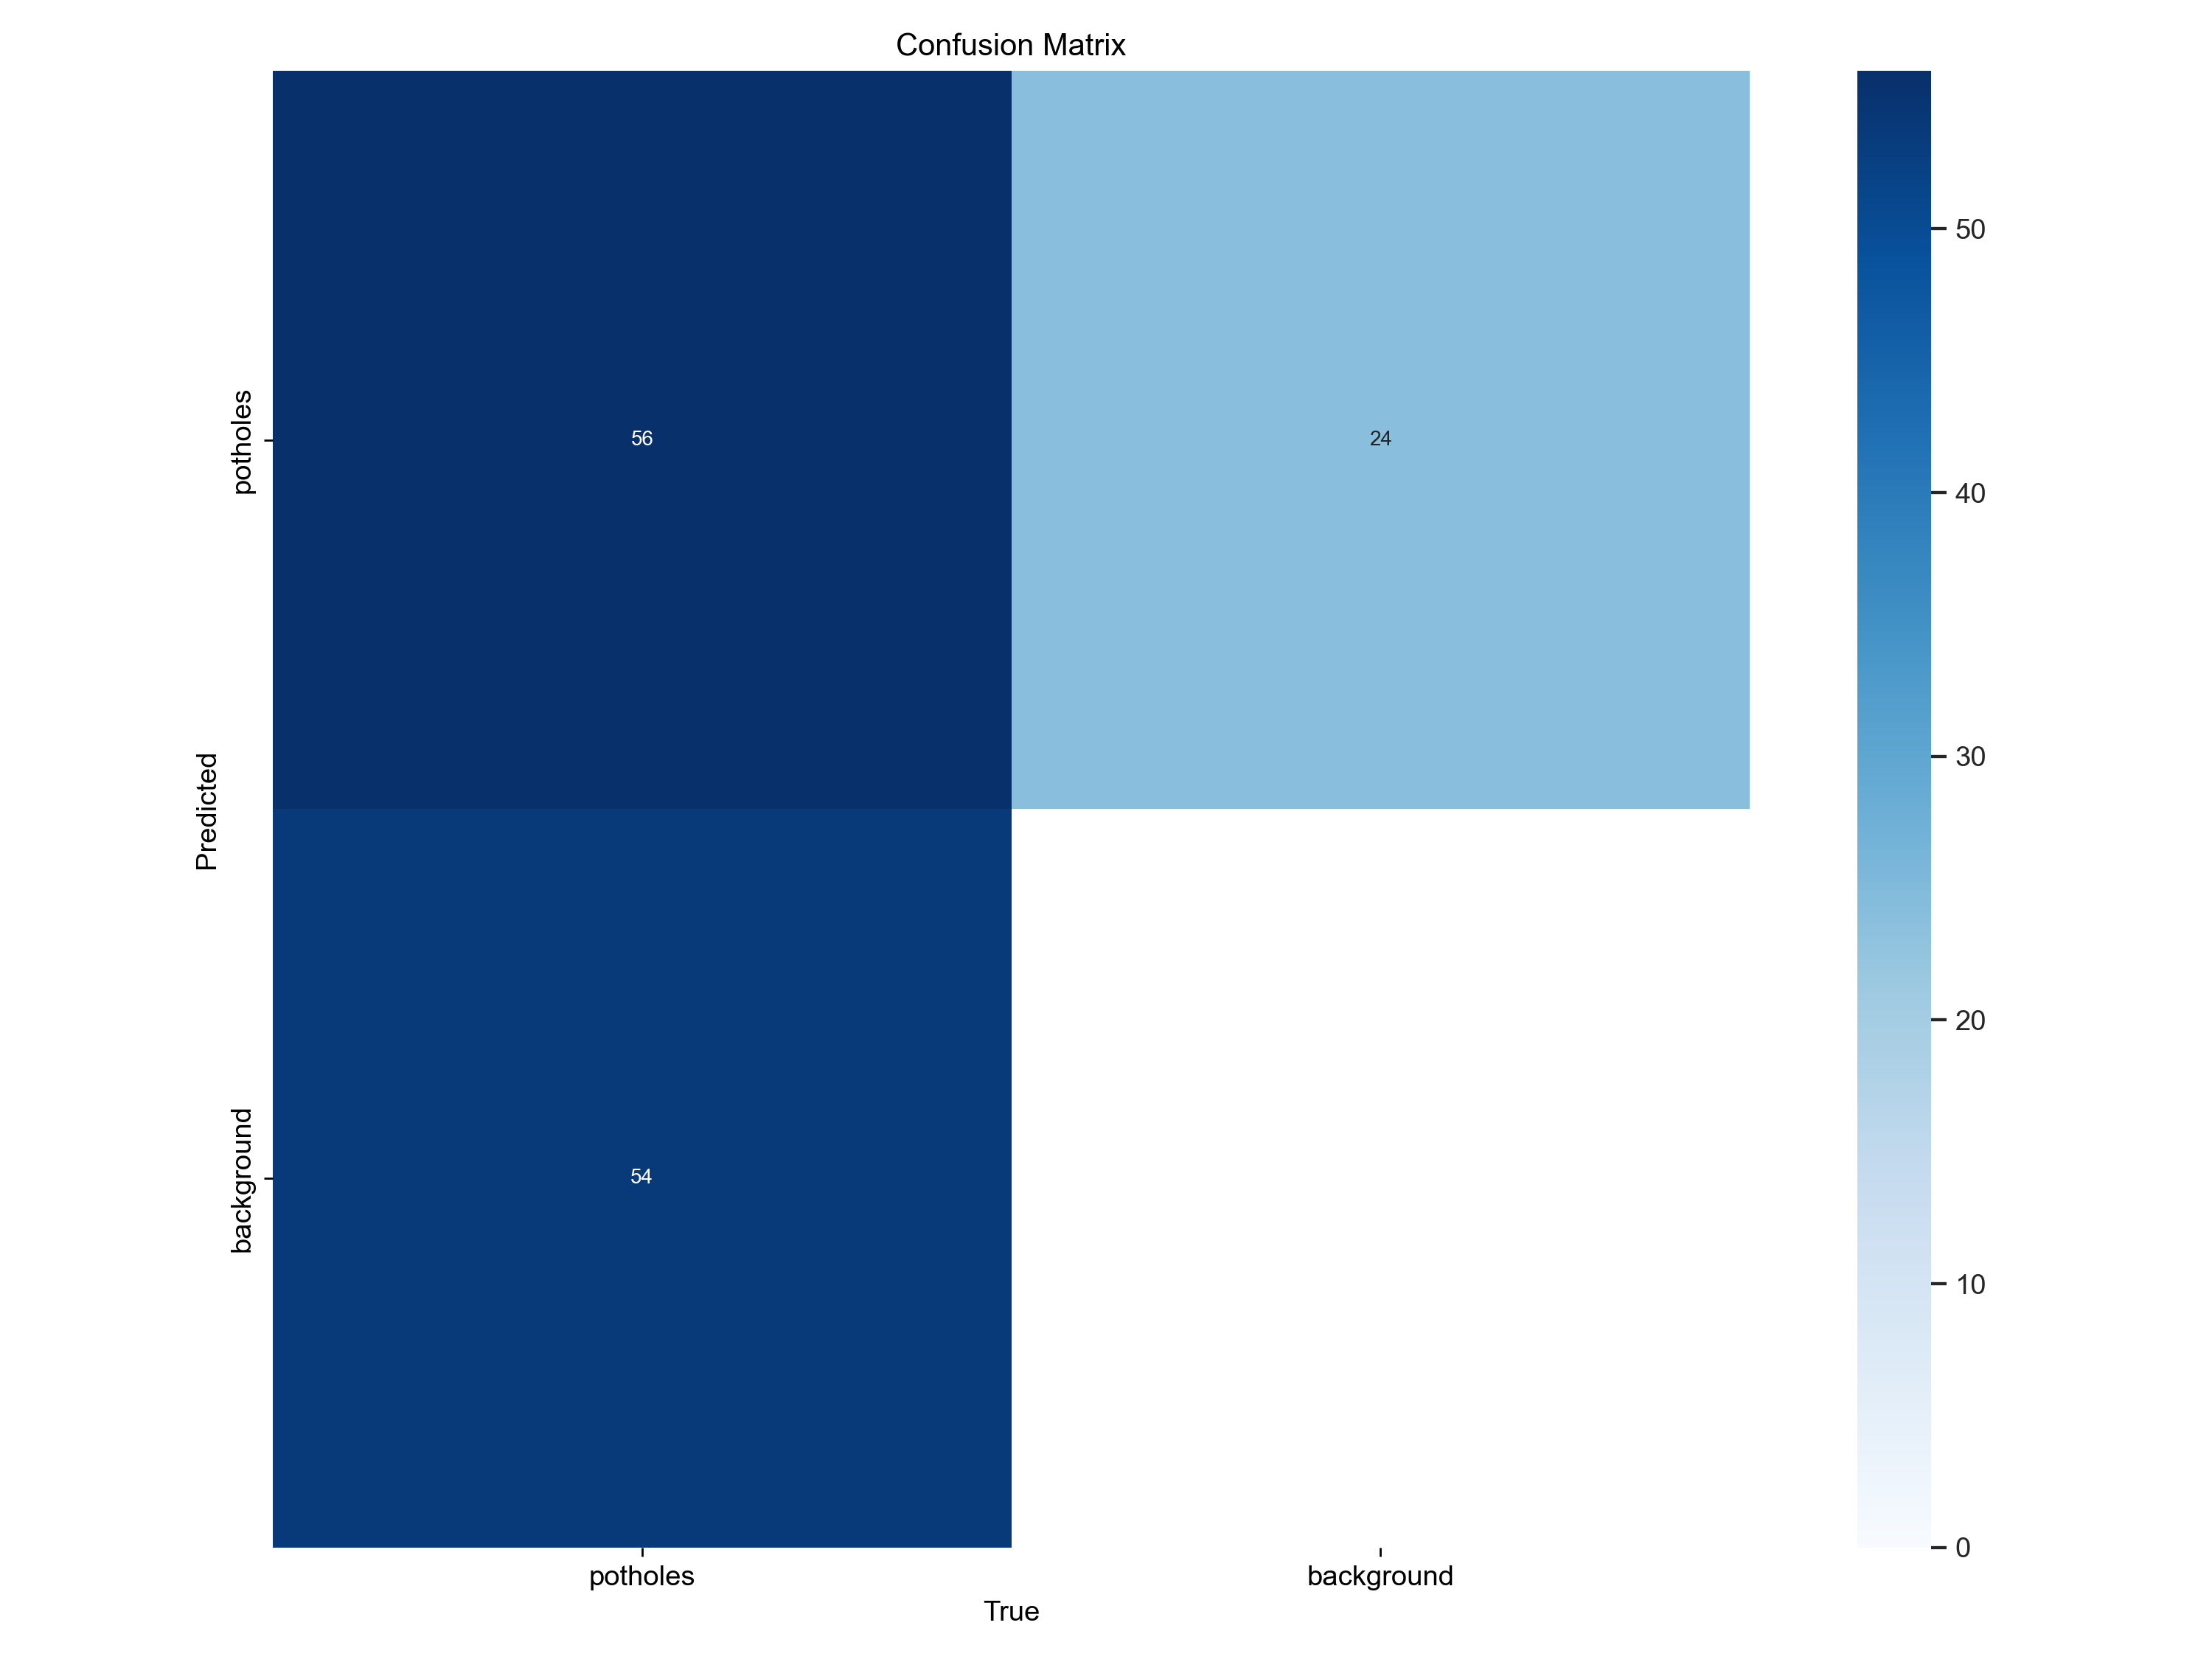 Confusion Matrix
potholes
56
24
Predicted
background
54
potholes
background
True
50
40
30
20
10
0